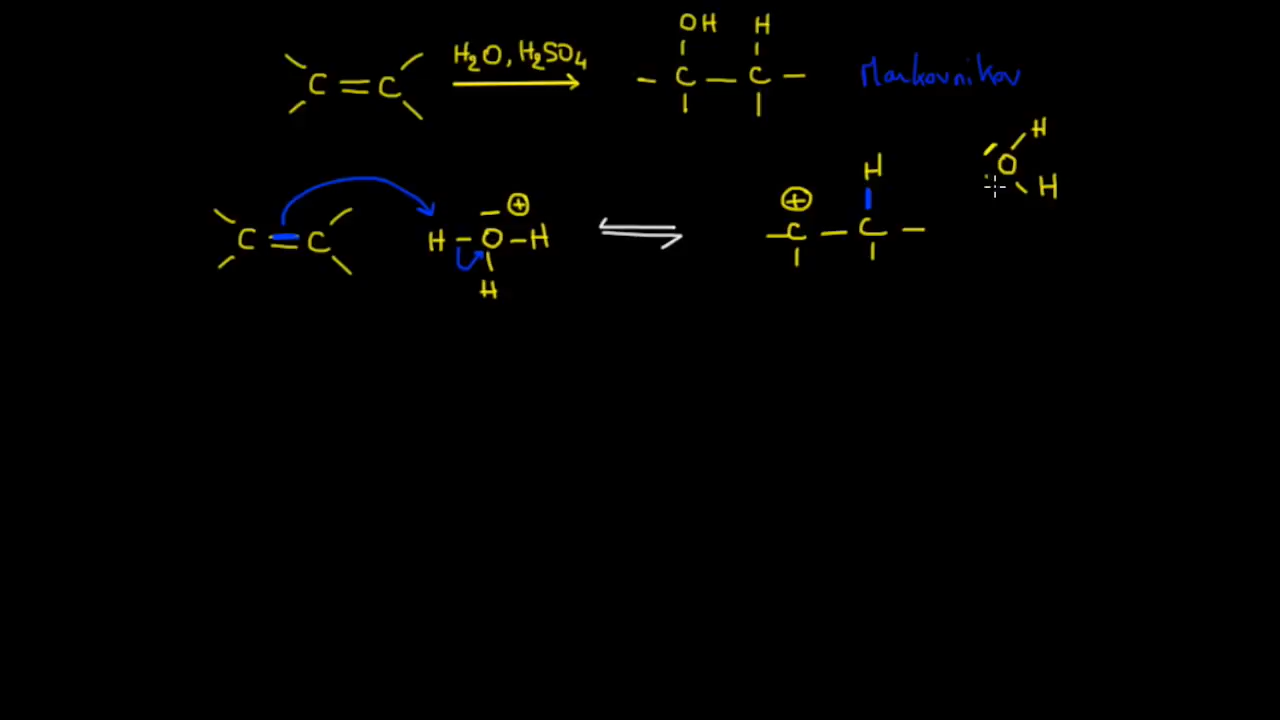 OH H
C = C H₂O, H₂SO₄ → – C – C – Markovnikov
H O H
⊕ H
C = C H – O – H ⇌ – C – C –
⊕ H